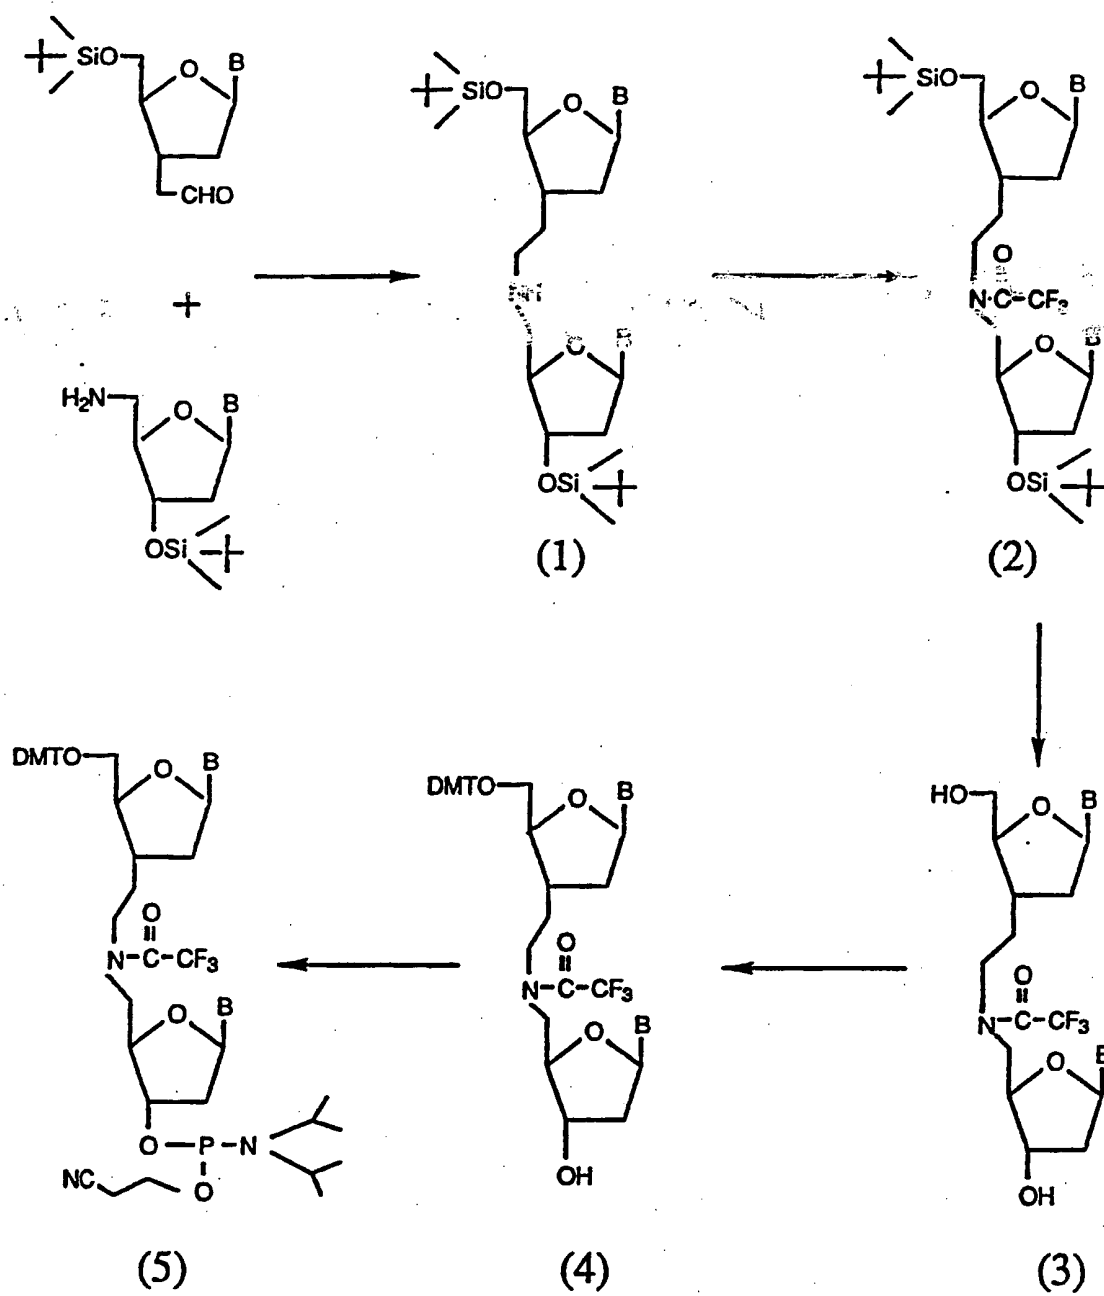 SiO
O
B
CHO
+
H₂N
O
B
OSi
SiO
O
B
NH
O
B
OSi
(1)
SiO
O
B
O
N-C-CF₃
O
B
OSi
(2)
DMTO
O
B
O
N-C-CF₃
O
B
O-P-N
NC
O
(5)
DMTO
O
B
O
N-C-CF₃
O
B
OH
(4)
HO
O
B
O
N-C-CF₃
O
B
OH
(3)